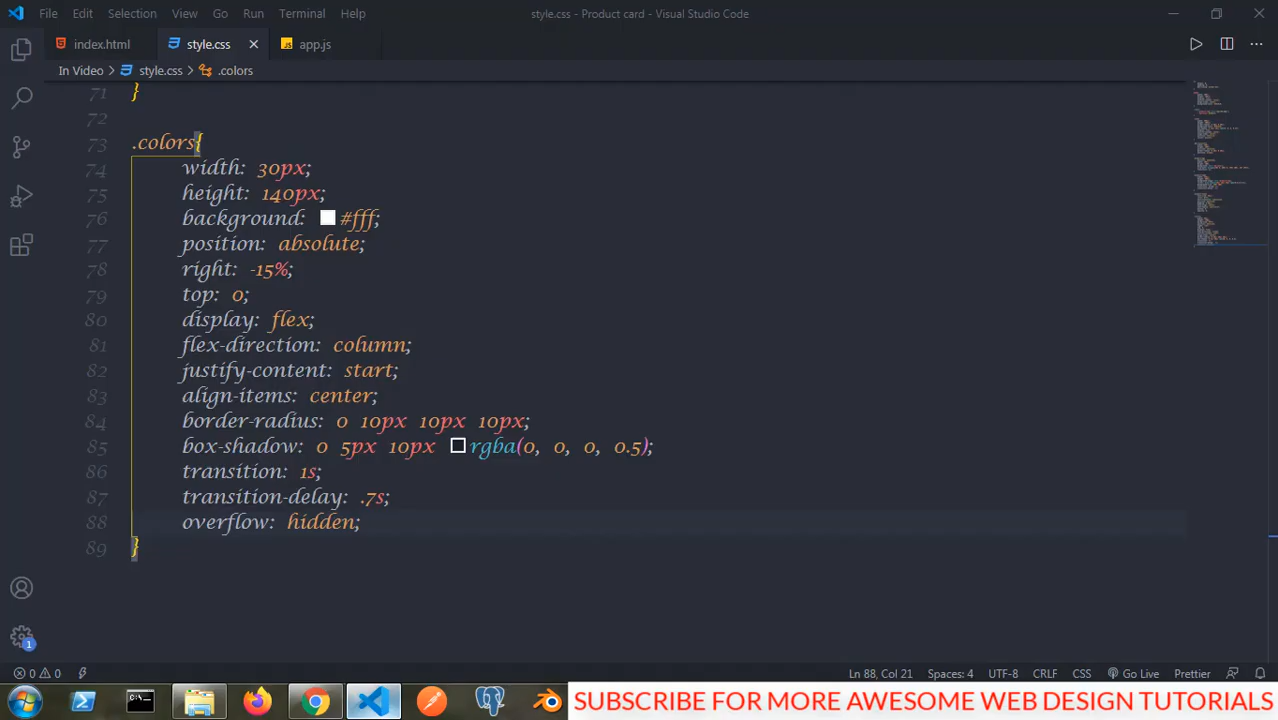 File Edit Selection View Go Run Terminal Help style.css - Product card - Visual Studio Code
index.html style.css app.js
In Video > style.css > .colors
71 }
72
73 .colors{
74 width: 30px;
75 height: 140px;
76 background: #fff;
77 position: absolute;
78 right: -15%;
79 top: 0;
80 display: flex;
81 flex-direction: column;
82 justify-content: start;
83 align-items: center;
84 border-radius: 0 10px 10px 10px;
85 box-shadow: 0 5px 10px rgba(0, 0, 0, 0.5);
86 transition: 1s;
87 transition-delay: .7s;
88 overflow: hidden;
89 }
1
0 0 Ln 88, Col 21 Spaces: 4 UTF-8 CRLF CSS Go Live Prettier
SUBSCRIBE FOR MORE AWESOME WEB DESIGN TUTORIALS